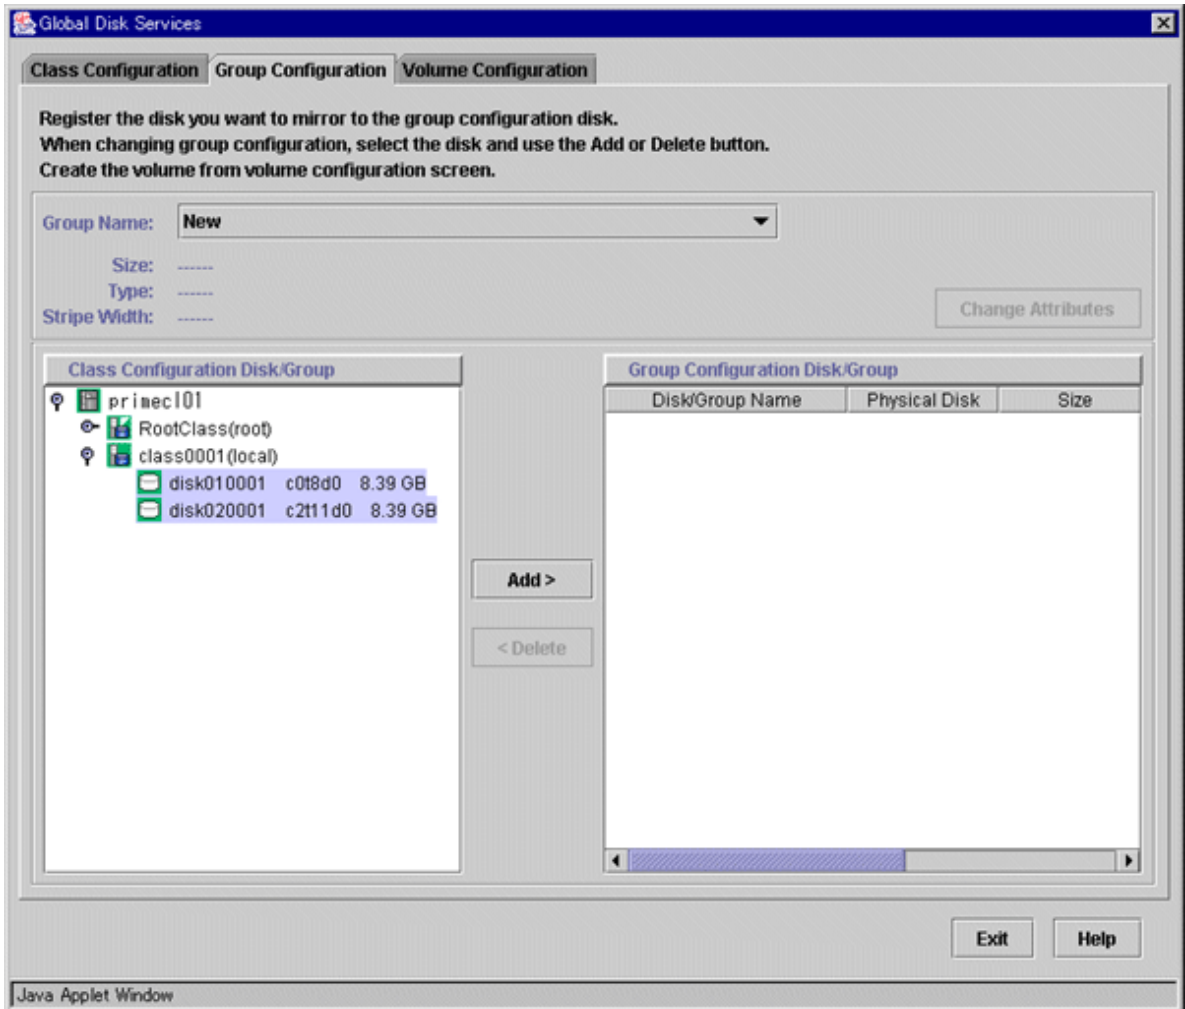 Global Disk Services
Class Configuration Group Configuration Volume Configuration
Register the disk you want to mirror to the group configuration disk.
When changing group configuration, select the disk and use the Add or Delete button.
Create the volume from volume configuration screen.
Group Name: New
Size: ------
Type: ------
Stripe Width: ------
Change Attributes
Class Configuration Disk/Group
primecl01
RootClass(root)
class0001(local)
disk010001 c0t8d0 8.39 GB
disk020001 c2t11d0 8.39 GB
Add >
< Delete
Group Configuration Disk/Group
Disk/Group Name Physical Disk Size
Exit Help
Java Applet Window